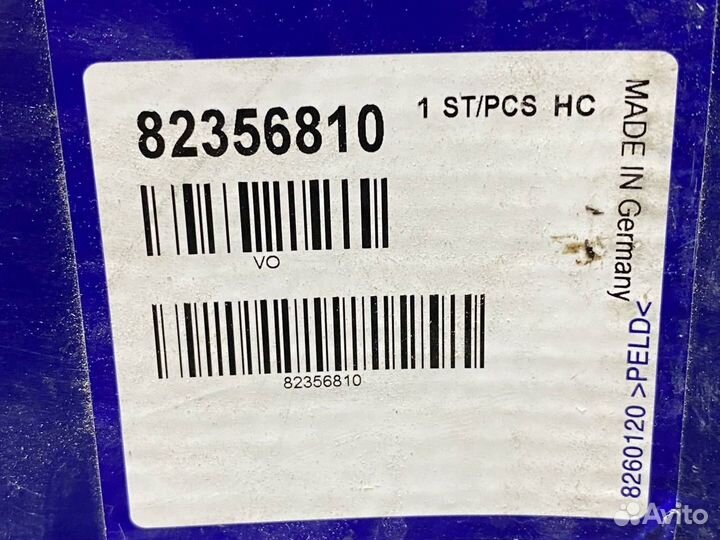 82356810
1 ST/PCS HC
VO
82356810
MADE IN Germany
8260120 >PELD<
Avito